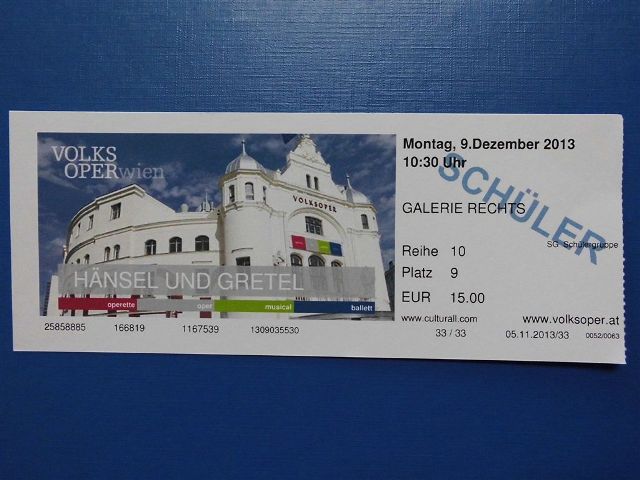 VOLKS
OPERwien
VOLKSOPER
HÄNSEL UND GRETEL
operette oper musical ballett
25858885 166819 1167539 1309035530
Montag, 9.Dezember 2013
10:30 Uhr
SCHÜLER
GALERIE RECHTS
SG Schülergruppe
Reihe 10
Platz 9
EUR 15.00
www.culturall.com www.volksoper.at
33 / 33 05.11.2013/33 0052/0063